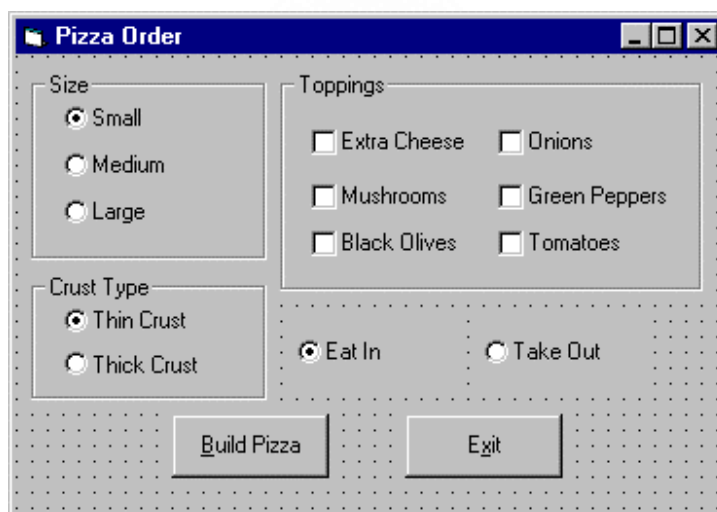 Pizza Order
Size
Small
Medium
Large
Toppings
Extra Cheese
Onions
Mushrooms
Green Peppers
Black Olives
Tomatoes
Crust Type
Thin Crust
Thick Crust
Eat In
Take Out
Build Pizza
Exit